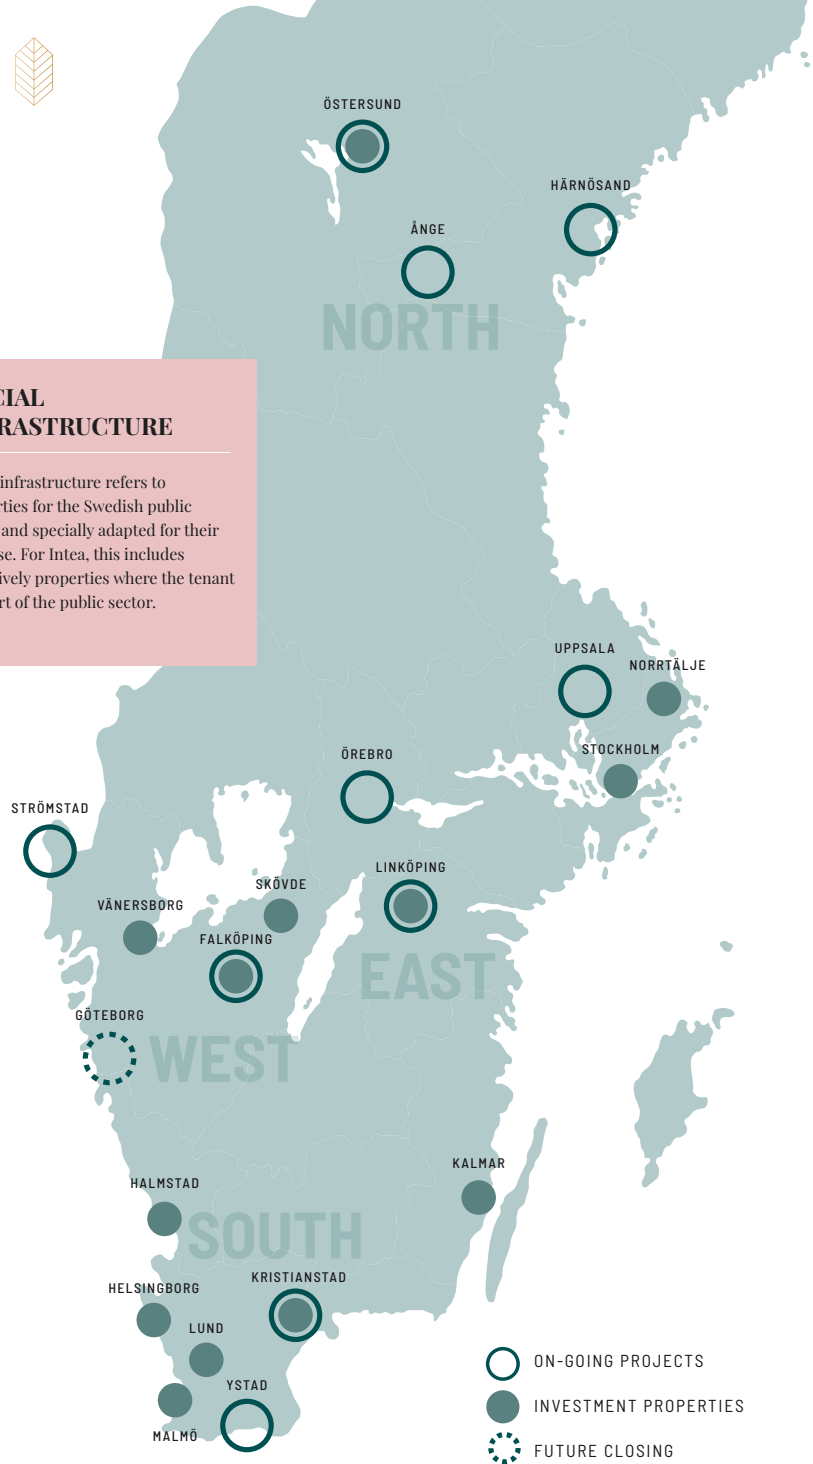 ÖSTERSUND
HÄRNÖSAND
ÅNGE
NORTH
CIAL
RASTRUCTURE
infrastructure refers to
rties for the Swedish public
and specially adapted for their
se. For Intea, this includes
ively properties where the tenant
rt of the public sector.
UPPSALA
NORRTÄLJE
STOCKHOLM
ÖREBRO
STRÖMSTAD
LINKÖPING
SKÖVDE
VÄNERSBORG
FALKÖPING
EAST
GÖTEBORG
WEST
KALMAR
HALMSTAD
SOUTH
KRISTIANSTAD
HELSINGBORG
LUND
YSTAD
MALMÖ
ON-GOING PROJECTS
INVESTMENT PROPERTIES
FUTURE CLOSING